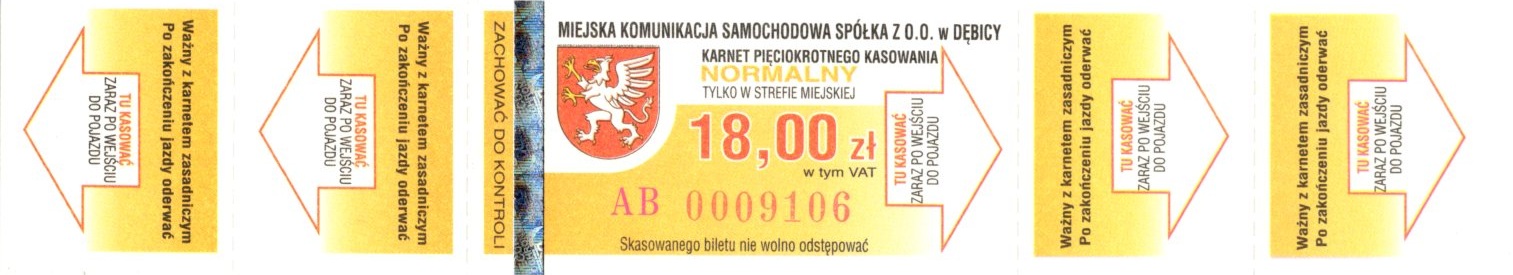 Ważny z karnetem zasadniczym
Po zakończeniu jazdy oderwać
TU KASOWAĆ
ZARAZ PO WEJŚCIU
DO POJAZDU
Ważny z karnetem zasadniczym
Po zakończeniu jazdy oderwać
TU KASOWAĆ
ZARAZ PO WEJŚCIU
DO POJAZDU
ZACHOWAĆ DO KONTROLI
MIEJSKA KOMUNIKACJA SAMOCHODOWA SPÓŁKA Z O.O. w DĘBICY
KARNET PIĘCIOKROTNEGO KASOWANIA
NORMALNY
TYLKO W STREFIE MIEJSKIEJ
18,00 zł
w tym VAT
AB 0009106
Skasowanego biletu nie wolno odstępować
TU KASOWAĆ
ZARAZ PO WEJŚCIU
DO POJAZDU
Ważny z karnetem zasadniczym
Po zakończeniu jazdy oderwać
TU KASOWAĆ
ZARAZ PO WEJŚCIU
DO POJAZDU
Ważny z karnetem zasadniczym
Po zakończeniu jazdy oderwać
TU KASOWAĆ
ZARAZ PO WEJŚCIU
DO POJAZDU